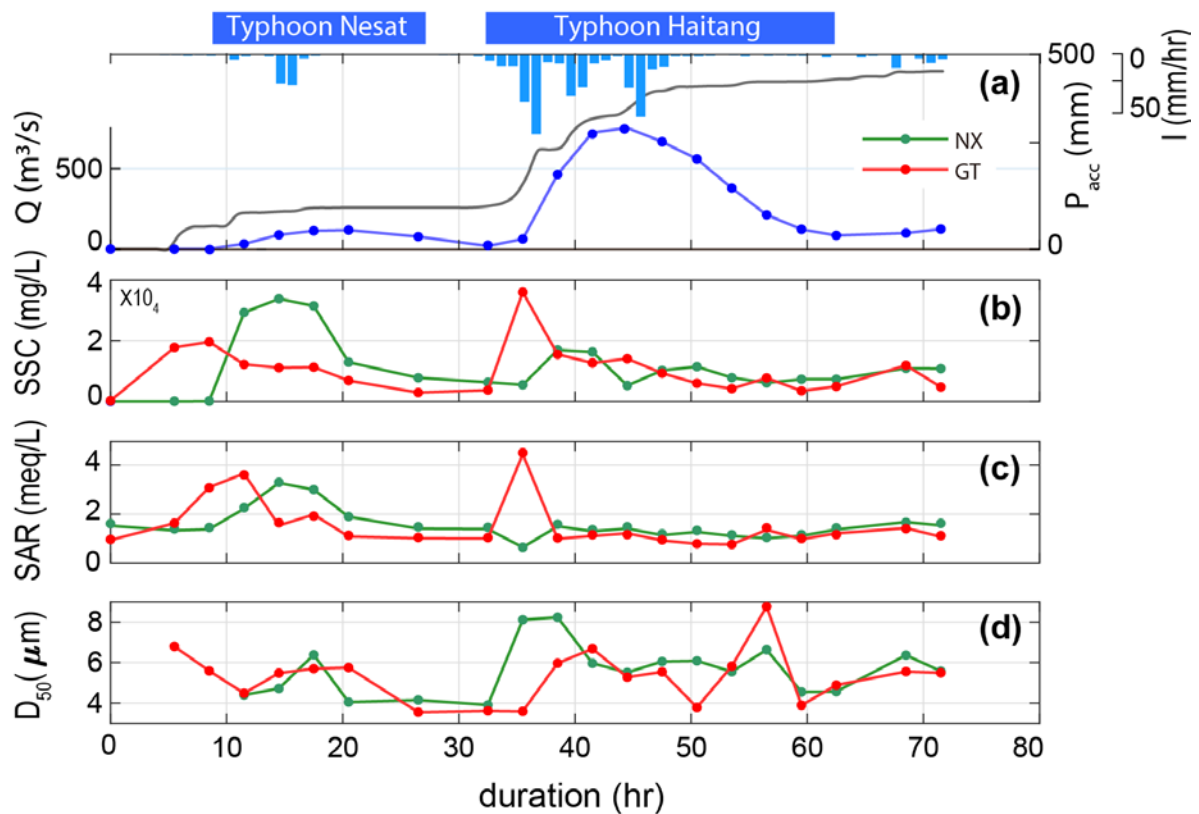 Typhoon Nesat
Typhoon Haitang
(a)
Q (m³/s)
500
0
500
0
P_acc (mm)
0
50
I (mm/hr)
NX
GT
X10₄
(b)
SSC (mg/L)
4
2
0
(c)
SAR (meq/L)
4
2
0
(d)
D₅₀(μm)
8
6
4
0 10 20 30 40 50 60 70 80
duration (hr)